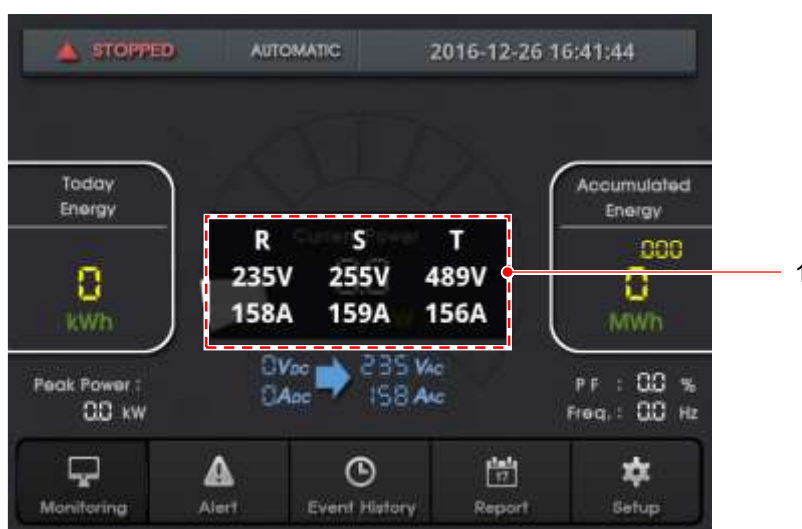 STOPPED AUTOMATIC 2016-12-26 16:41:44
Today
Energy
0
kWh
Peak Power :
0.0 kW
Current Power
R S T
235V 255V 489V
158A 159A 156A
0VDC 235 VAC
0ADC 158 AAC
Accumulated
Energy
000
0
MWh
PF : 0.0 %
Freq. : 0.0 Hz
1
Monitoring Alert Event History Report Setup